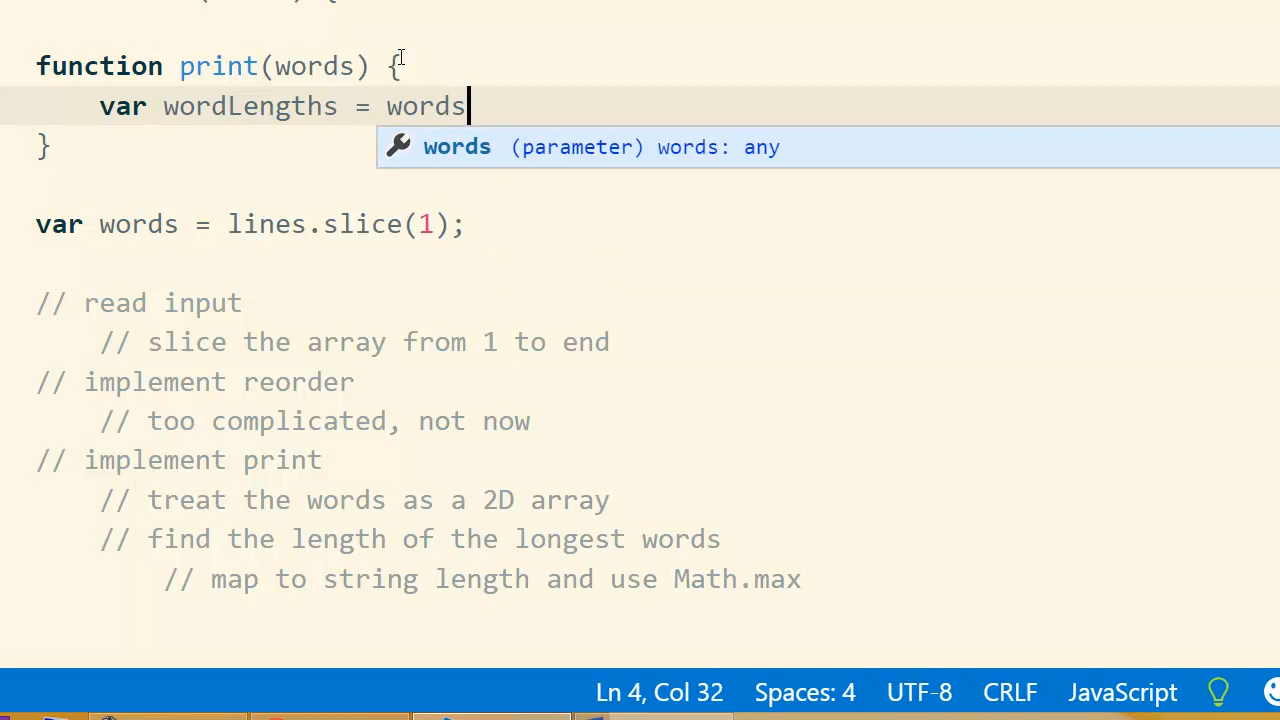 function print(words) {
    var wordLengths = words
words (parameter) words: any
}
var words = lines.slice(1);
// read input
    // slice the array from 1 to end
// implement reorder
    // too complicated, not now
// implement print
    // treat the words as a 2D array
    // find the length of the longest words
        // map to string length and use Math.max
Ln 4, Col 32 Spaces: 4 UTF-8 CRLF JavaScript